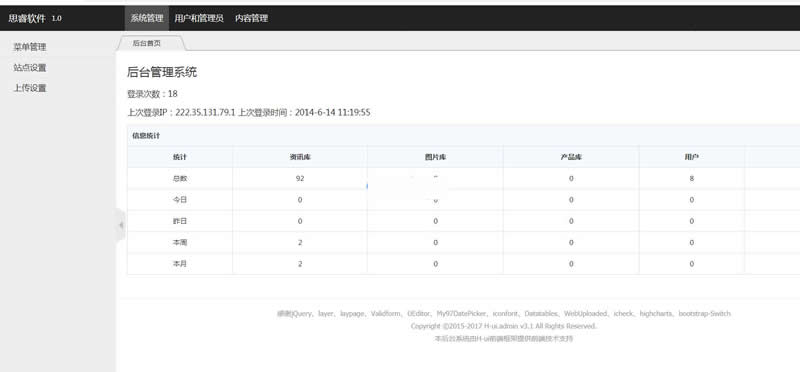 思睿软件 1.0 系统管理 用户和管理员 内容管理
菜单管理
站点设置
上传设置
后台首页
后台管理系统
登录次数：18
上次登录IP：222.35.131.79.1 上次登录时间：2014-6-14 11:19:55
信息统计
统计 资讯库 图片库 产品库 用户
总数 92 0 8
今日 0 0 0 0
昨日 0 0 0 0
本周 2 0 0 0
本月 2 0 0 0
感谢jQuery、layer、laypage、Validform、UEditor、My97DatePicker、iconfont、Datatables、WebUploaded、icheck、highcharts、bootstrap-Switch
Copyright ©2015-2017 H-ui.admin v3.1 All Rights Reserved.
本后台系统由H-ui前端框架提供前端技术支持